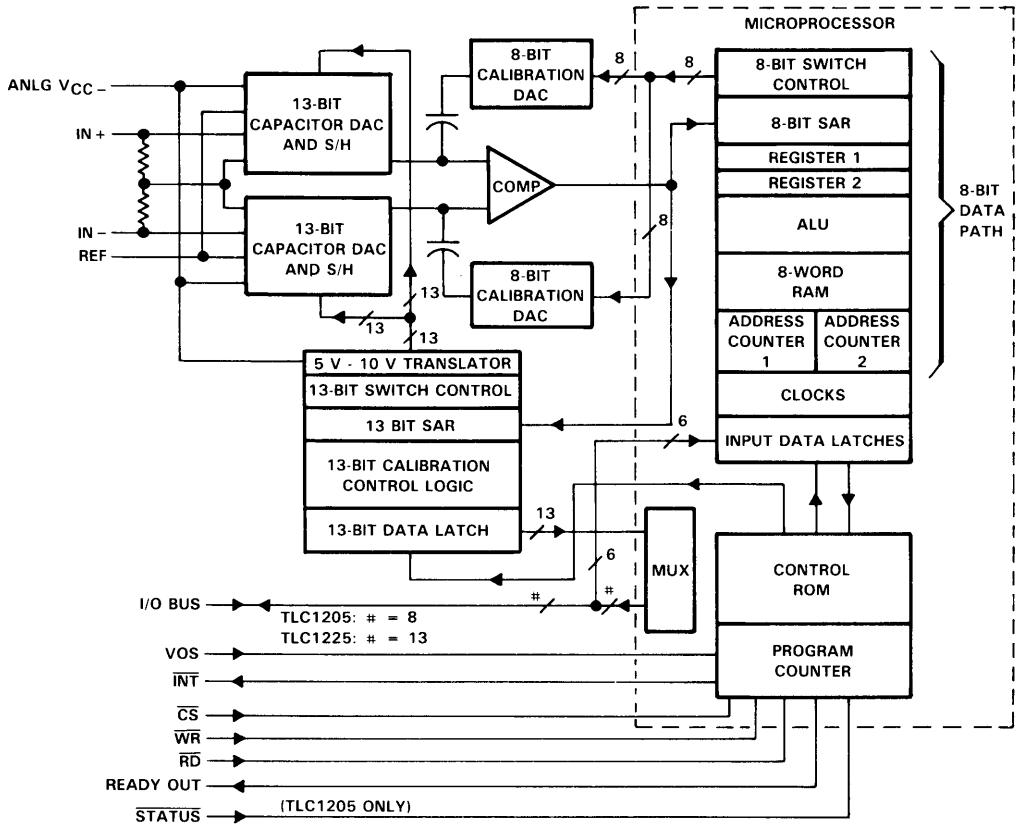 MICROPROCESSOR
ANLG VCC –
IN +
IN –
REF
13-BIT
CAPACITOR DAC
AND S/H
13-BIT
CAPACITOR DAC
AND S/H
8-BIT
CALIBRATION
DAC
8
8
COMP
8
8-BIT
CALIBRATION
DAC
13
13
13
8-BIT SWITCH
CONTROL
8-BIT SAR
REGISTER 1
REGISTER 2
ALU
8-WORD
RAM
ADDRESS
COUNTER
1
ADDRESS
COUNTER
2
CLOCKS
INPUT DATA LATCHES
8-BIT
DATA
PATH
5 V - 10 V TRANSLATOR
13-BIT SWITCH CONTROL
13 BIT SAR
13-BIT CALIBRATION
CONTROL LOGIC
13-BIT DATA LATCH
13
6
6
MUX
CONTROL
ROM
PROGRAM
COUNTER
I/O BUS
#
#
TLC1205: # = 8
TLC1225: # = 13
VOS
INT
CS
WR
RD
READY OUT
STATUS
(TLC1205 ONLY)